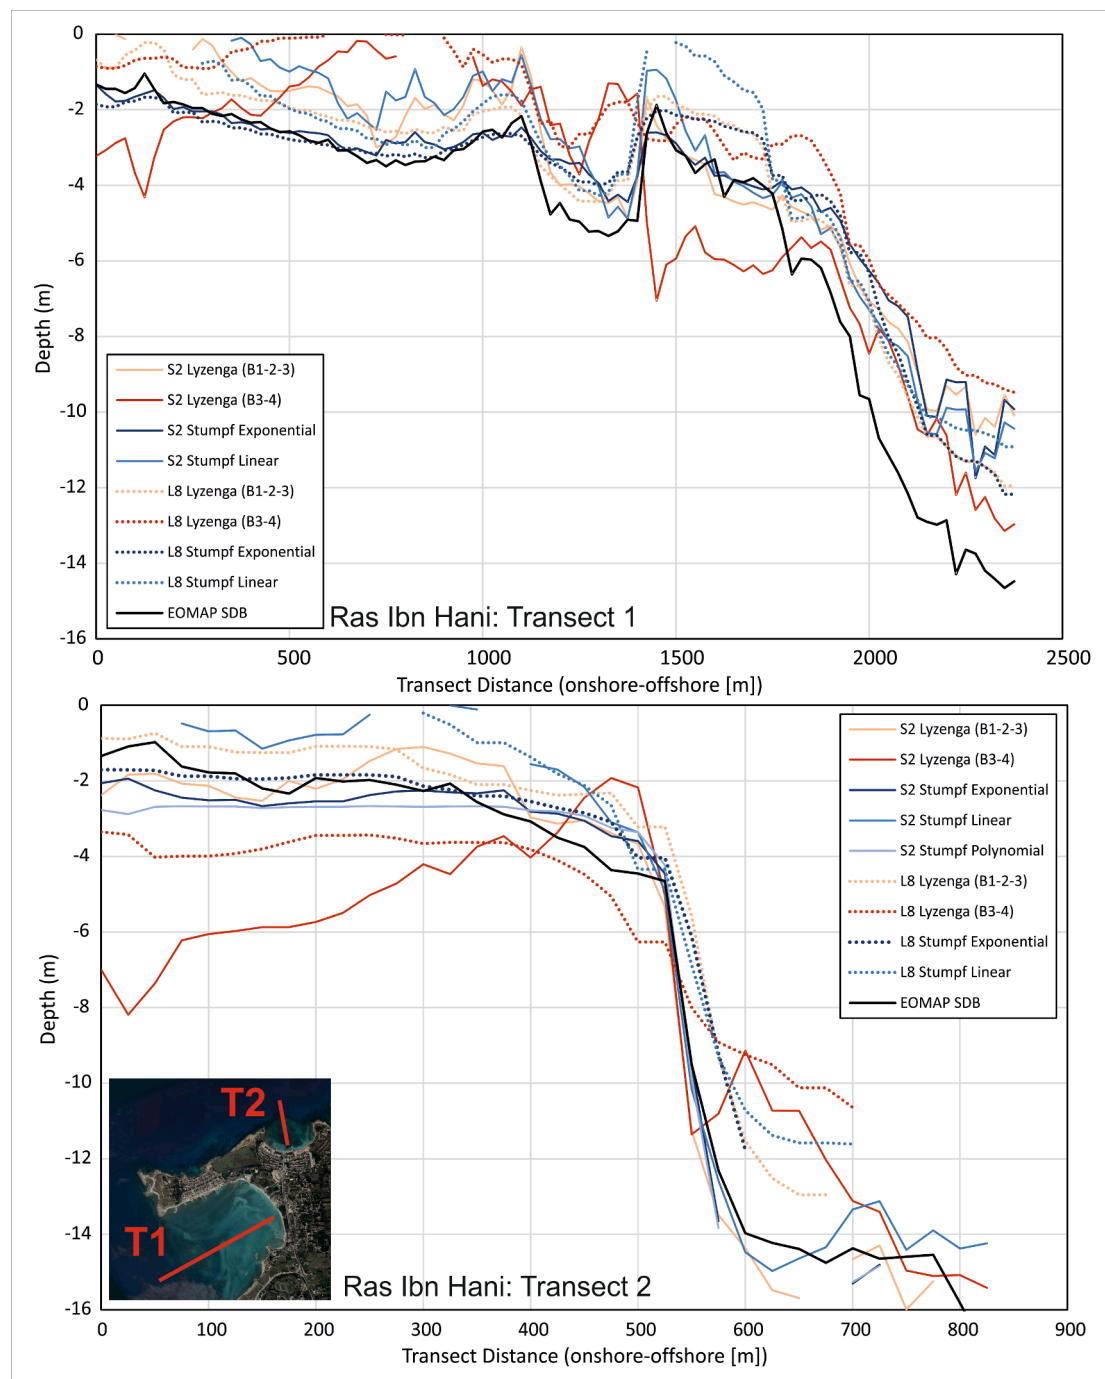 0
-2
-4
-6
-8
-10
-12
-14
-16
Depth (m)
S2 Lyzenga (B1-2-3)
S2 Lyzenga (B3-4)
S2 Stumpf Exponential
S2 Stumpf Linear
L8 Lyzenga (B1-2-3)
L8 Lyzenga (B3-4)
L8 Stumpf Exponential
L8 Stumpf Linear
EOMAP SDB
Ras Ibn Hani: Transect 1
0 500 1000 1500 2000 2500
Transect Distance (onshore-offshore [m])
0
-2
-4
-6
-8
-10
-12
-14
-16
Depth (m)
S2 Lyzenga (B1-2-3)
S2 Lyzenga (B3-4)
S2 Stumpf Exponential
S2 Stumpf Linear
S2 Stumpf Polynomial
L8 Lyzenga (B1-2-3)
L8 Lyzenga (B3-4)
L8 Stumpf Exponential
L8 Stumpf Linear
EOMAP SDB
T2
T1
Ras Ibn Hani: Transect 2
0 100 200 300 400 500 600 700 800 900
Transect Distance (onshore-offshore [m])